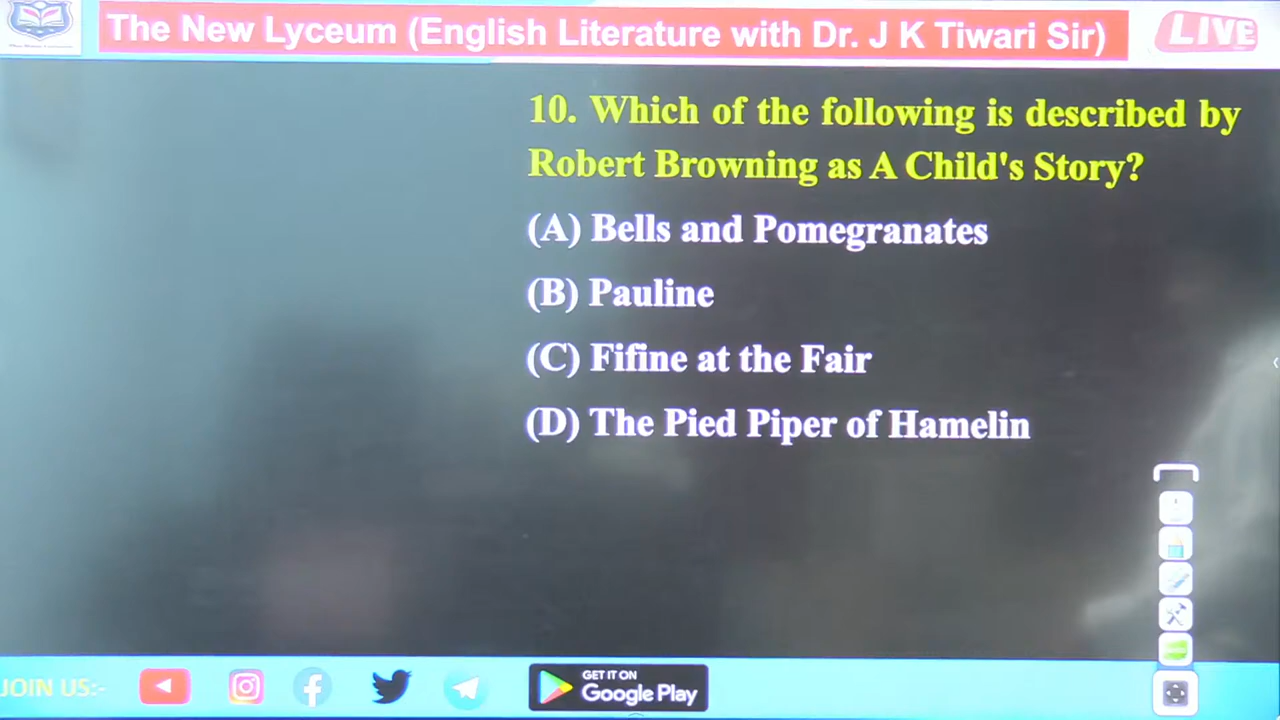 The New Lyceum (English Literature with Dr. J K Tiwari Sir)
LIVE
10. Which of the following is described by
Robert Browning as A Child's Story?
(A) Bells and Pomegranates
(B) Pauline
(C) Fifine at the Fair
(D) The Pied Piper of Hamelin
JOIN US:-
GET IT ON
Google Play